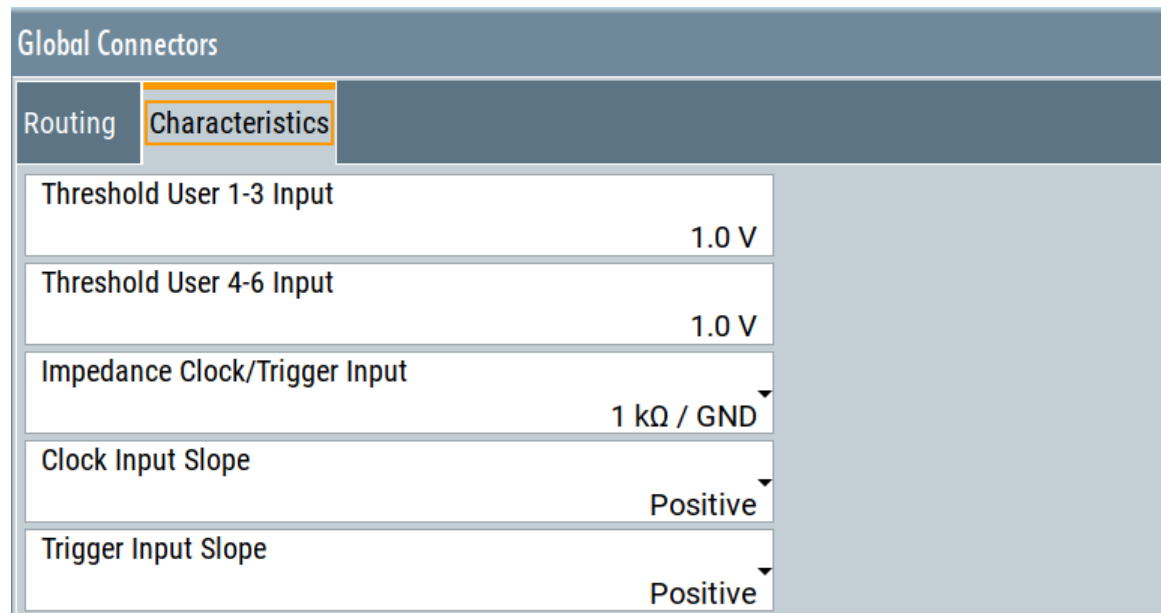 Global Connectors
Routing Characteristics
Threshold User 1-3 Input
1.0 V
Threshold User 4-6 Input
1.0 V
Impedance Clock/Trigger Input
1 kΩ / GND
Clock Input Slope
Positive
Trigger Input Slope
Positive